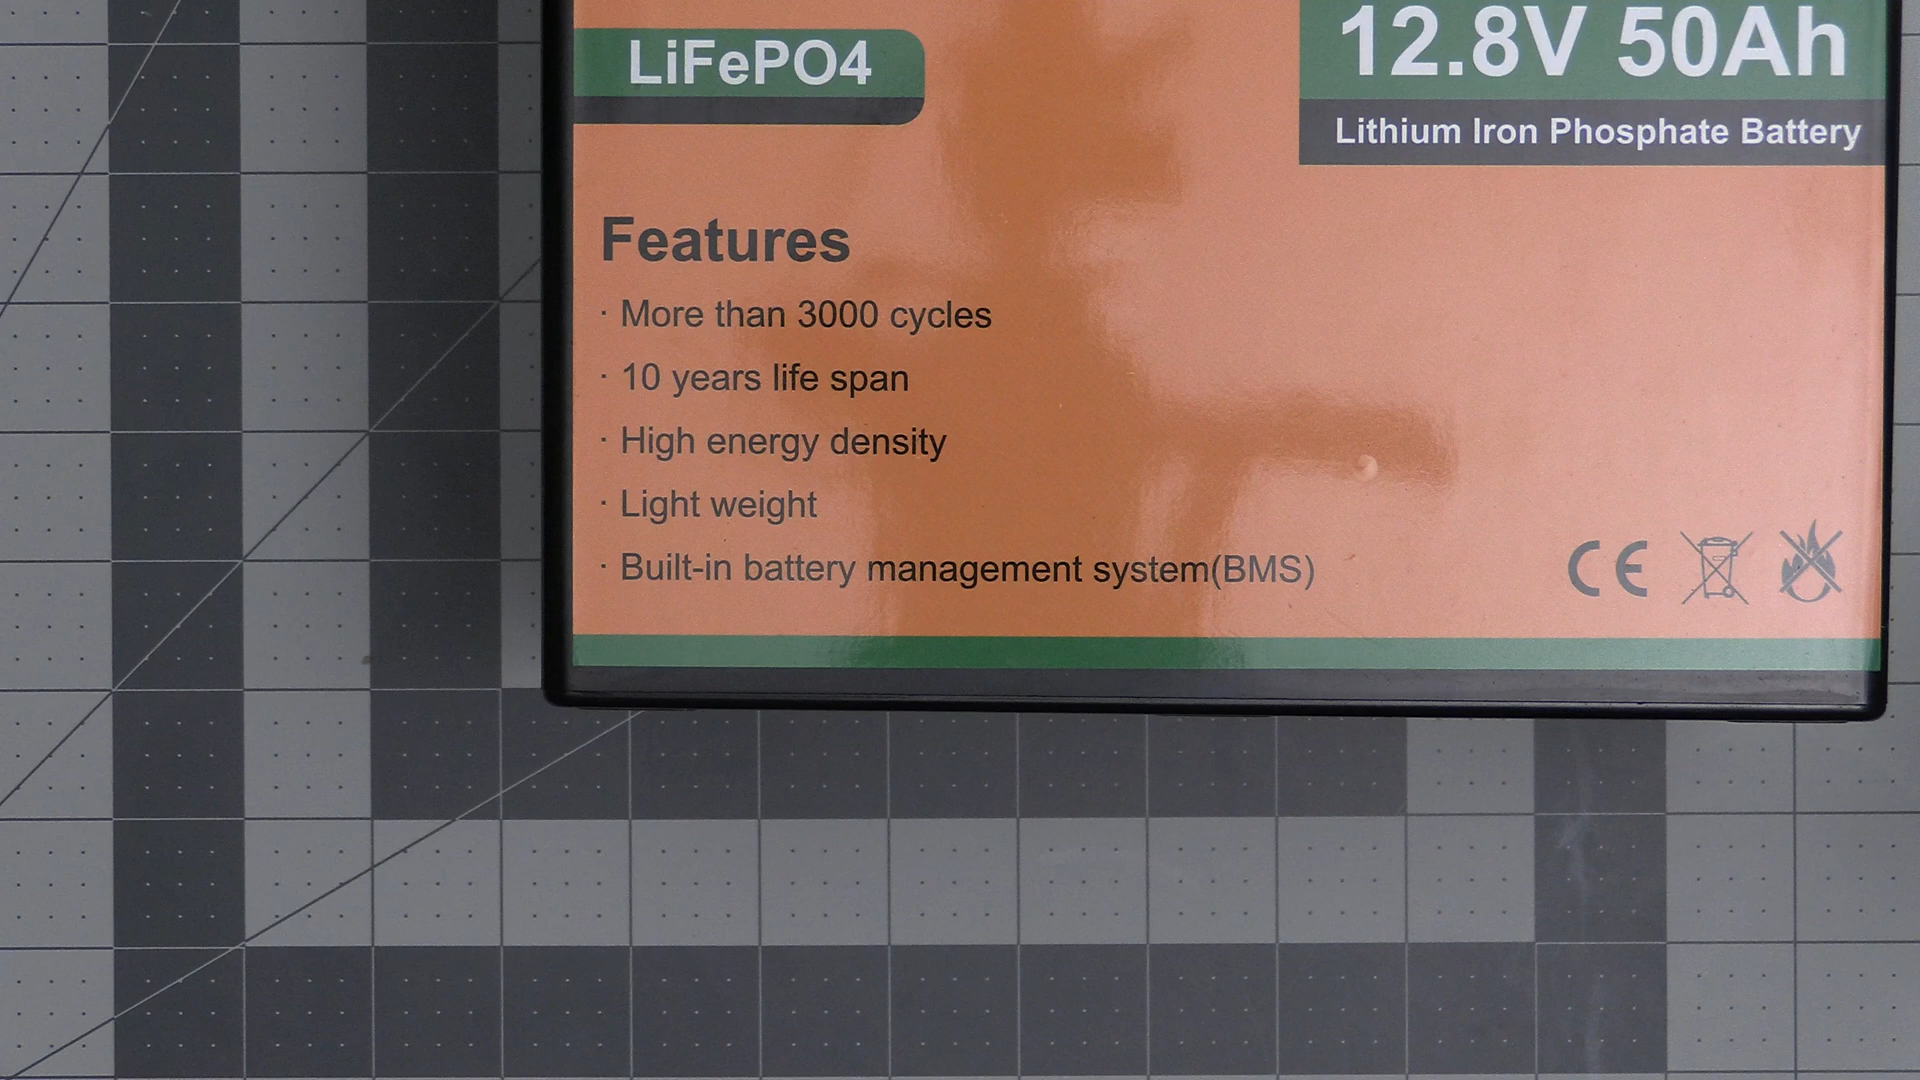 LiFePO4
12.8V 50Ah
Lithium Iron Phosphate Battery
Features
· More than 3000 cycles
· 10 years life span
· High energy density
· Light weight
· Built-in battery management system(BMS)
CE